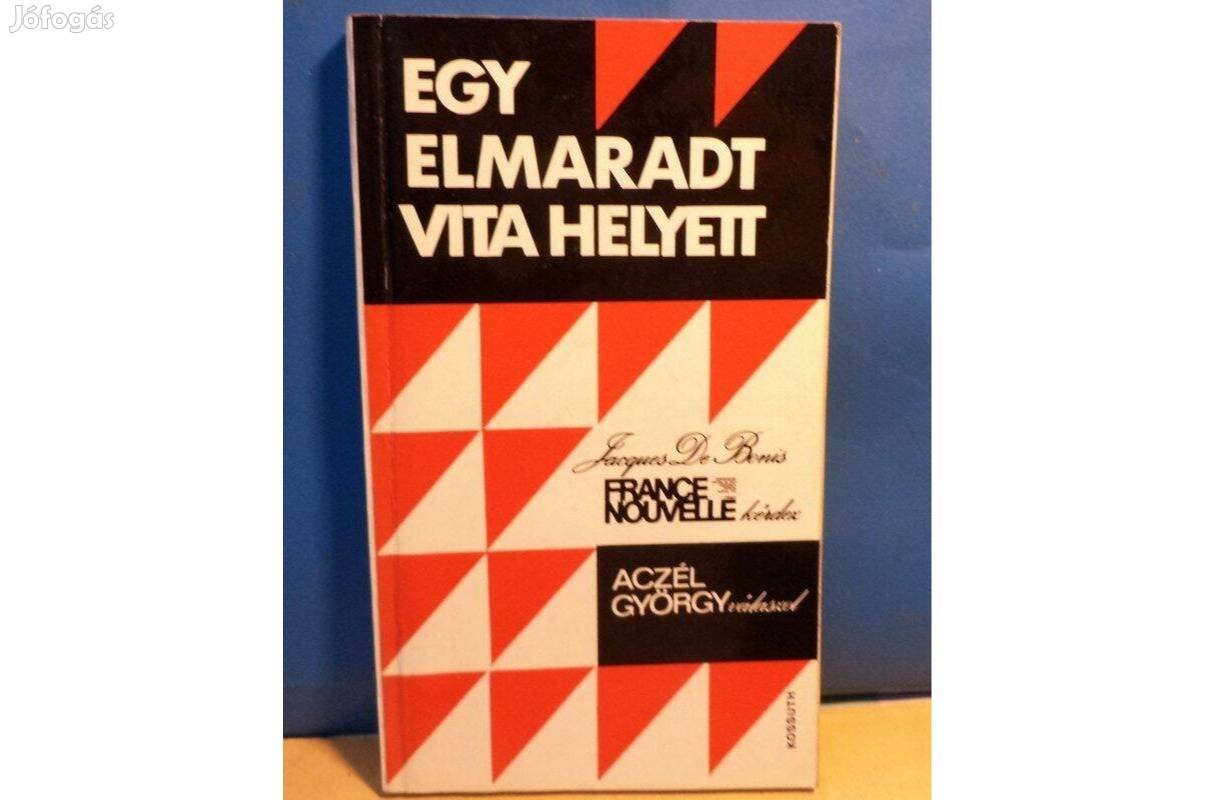 Jófogás
EGY
ELMARADT
VITA HELYETT
Jacques De Bonis
FRANCE
NOUVELLE kérdez
ACZÉL
GYÖRGY válaszol
KOSSUTH